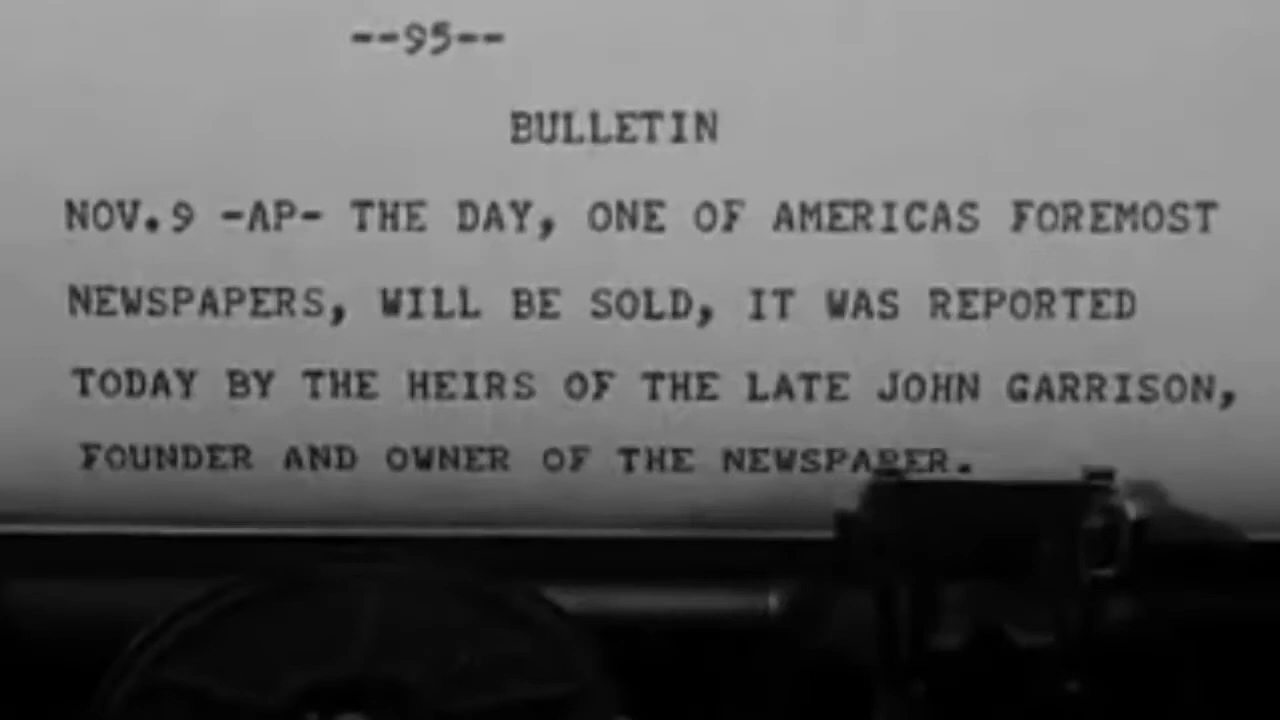 --95--
BULLETIN
NOV.9 -AP- THE DAY, ONE OF AMERICAS FOREMOST
NEWSPAPERS, WILL BE SOLD, IT WAS REPORTED
TODAY BY THE HEIRS OF THE LATE JOHN GARRISON,
FOUNDER AND OWNER OF THE NEWSPAPER.